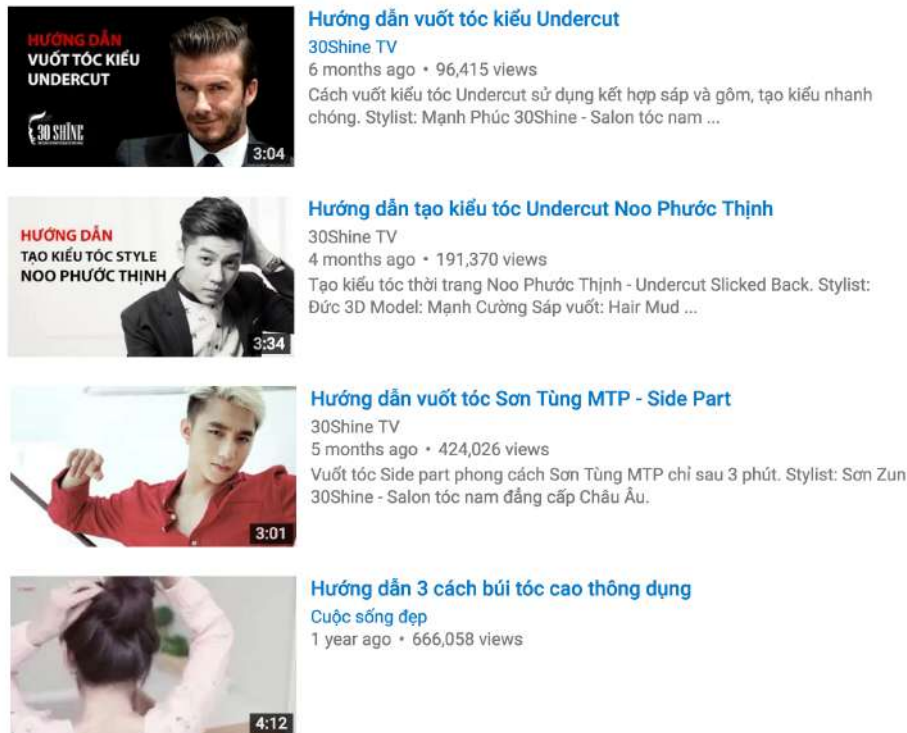 HƯỚNG DẪN
VUỐT TÓC KIỂU
UNDERCUT
30 SHINE
3:04
Hướng dẫn vuốt tóc kiểu Undercut
30Shine TV
6 months ago • 96,415 views
Cách vuốt kiểu tóc Undercut sử dụng kết hợp sáp và gôm, tạo kiểu nhanh
chóng. Stylist: Mạnh Phúc 30Shine - Salon tóc nam ...
HƯỚNG DẪN
TẠO KIỂU TÓC STYLE
NOO PHƯỚC THỊNH
3:34
Hướng dẫn tạo kiểu tóc Undercut Noo Phước Thịnh
30Shine TV
4 months ago • 191,370 views
Tạo kiểu tóc thời trang Noo Phước Thịnh - Undercut Slicked Back. Stylist:
Đức 3D Model: Mạnh Cường Sáp vuốt: Hair Mud ...
3:01
Hướng dẫn vuốt tóc Sơn Tùng MTP - Side Part
30Shine TV
5 months ago • 424,026 views
Vuốt tóc Side part phong cách Sơn Tùng MTP chỉ sau 3 phút. Stylist: Sơn Zun
30Shine - Salon tóc nam đẳng cấp Châu Âu.
4:12
Hướng dẫn 3 cách búi tóc cao thông dụng
Cuộc sống đẹp
1 year ago • 666,058 views